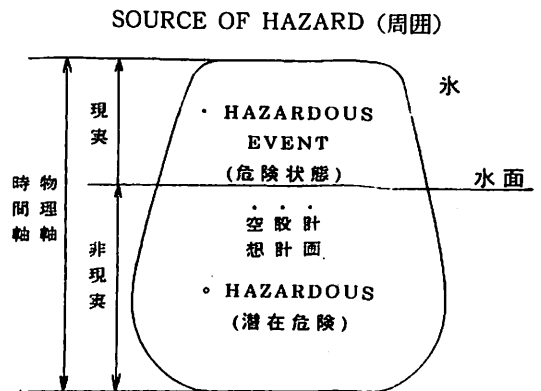 SOURCE OF HAZARD (周囲)
氷
現実
・HAZARDOUS
EVENT
(危険状態)
水面
物理軸
時間軸
・空想
・設計
・計画
非現実
∘ HAZARDOUS
(潜在危険)